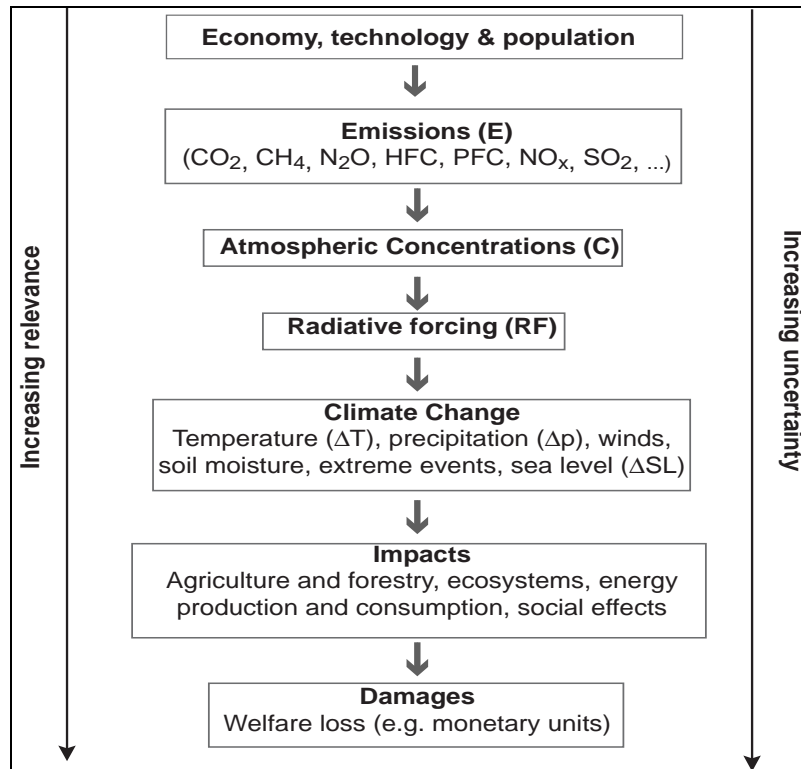 Economy, technology & population
Emissions (E)
(CO₂, CH₄, N₂O, HFC, PFC, NOₓ, SO₂, ...)
Atmospheric Concentrations (C)
Radiative forcing (RF)
Climate Change
Temperature (ΔT), precipitation (Δp), winds,
soil moisture, extreme events, sea level (ΔSL)
Impacts
Agriculture and forestry, ecosystems, energy
production and consumption, social effects
Damages
Welfare loss (e.g. monetary units)
Increasing relevance
Increasing uncertainty